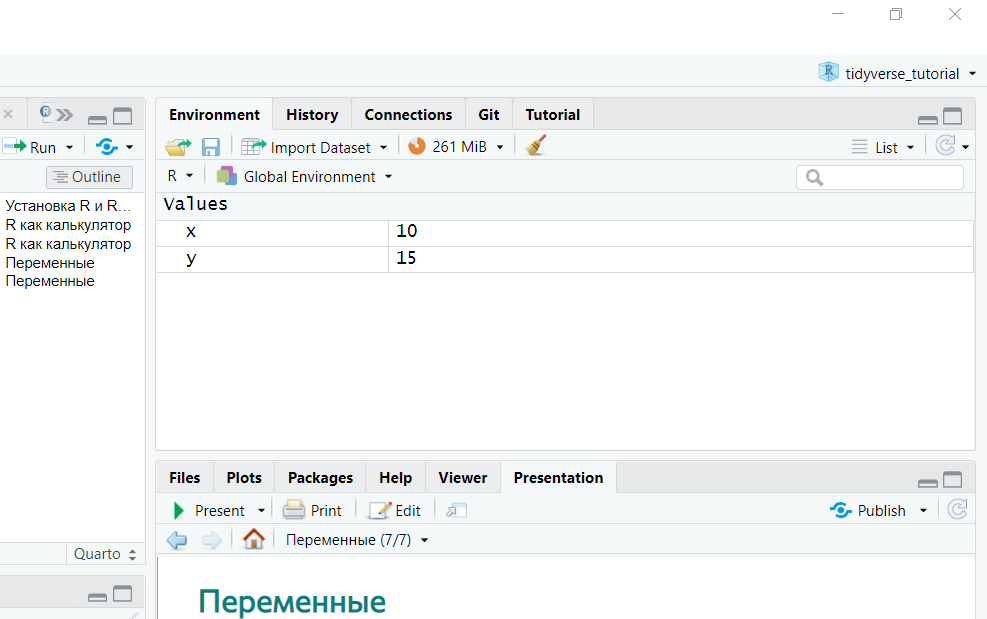 tidyverse_tutorial
Run
Outline
Установка R и R...
R как калькулятор
R как калькулятор
Переменные
Переменные
Quarto
Environment History Connections Git Tutorial
Import Dataset 261 MiB List
R Global Environment
Values
x 10
y 15
Files Plots Packages Help Viewer Presentation
Present Print Edit Publish
Переменные (7/7)
Переменные